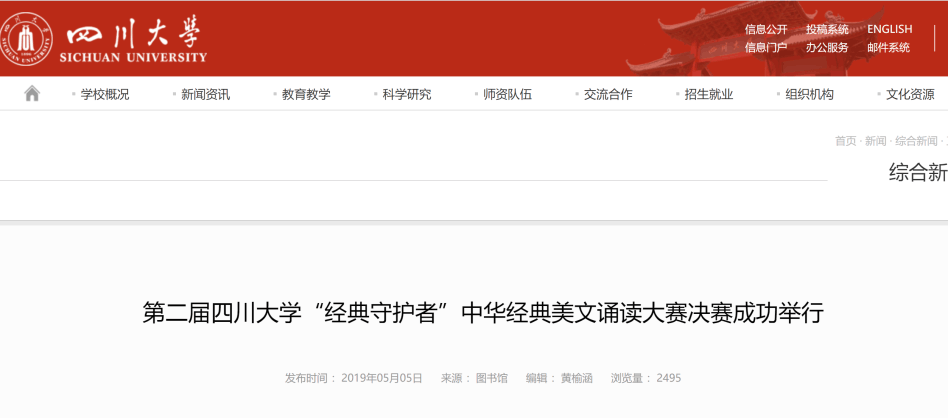 四川大學
SICHUAN UNIVERSITY
信息公开 投稿系统 ENGLISH
信息门户 办公服务 邮件系统
学校概况 新闻资讯 教育教学 科学研究 师资队伍 交流合作 招生就业 组织机构 文化资源
首页 · 新闻 · 综合新闻 ·
综合新
第二届四川大学“经典守护者”中华经典美文诵读大赛决赛成功举行
发布时间： 2019年05月05日 来源： 图书馆 编辑： 黄榆涵 浏览量： 2495